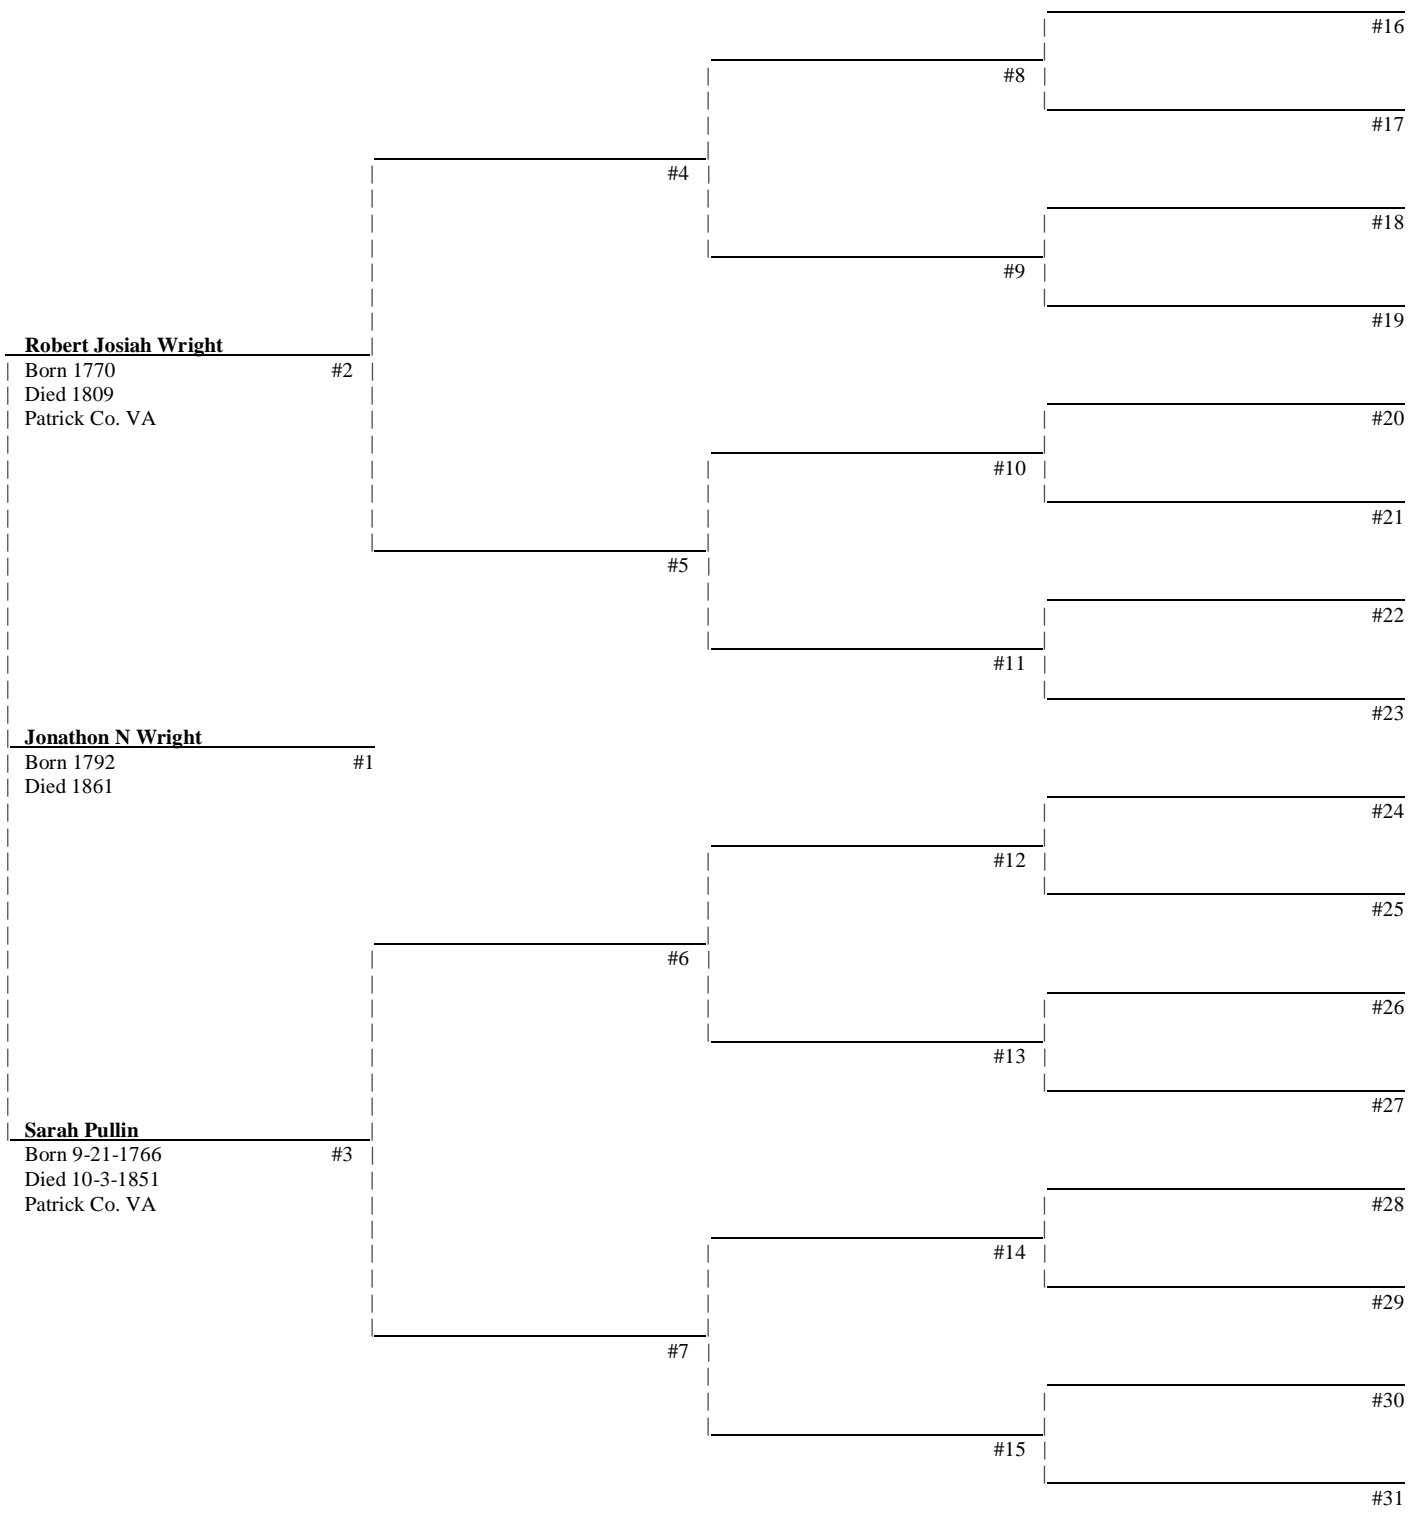 #16
#8
#17
#4
#18
#9
#19
Robert Josiah Wright
Born 1770 #2
Died 1809
Patrick Co. VA
#20
#10
#21
#5
#22
#11
#23
Jonathon N Wright
Born 1792 #1
Died 1861
#24
#12
#25
#6
#26
#13
#27
Sarah Pullin
Born 9-21-1766 #3
Died 10-3-1851
Patrick Co. VA
#28
#14
#29
#7
#30
#15
#31